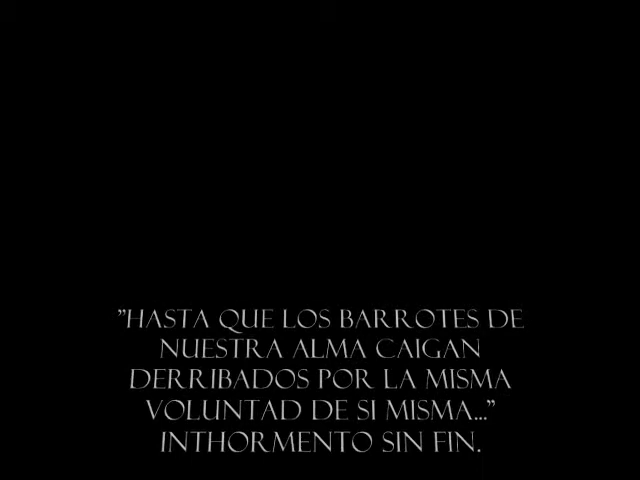 "HASTA QUE LOS BARROTES DE
NUESTRA ALMA CAIGAN
DERRIBADOS POR LA MISMA
VOLUNTAD DE SI MISMA..."
INTHORMENTO SIN FIN.